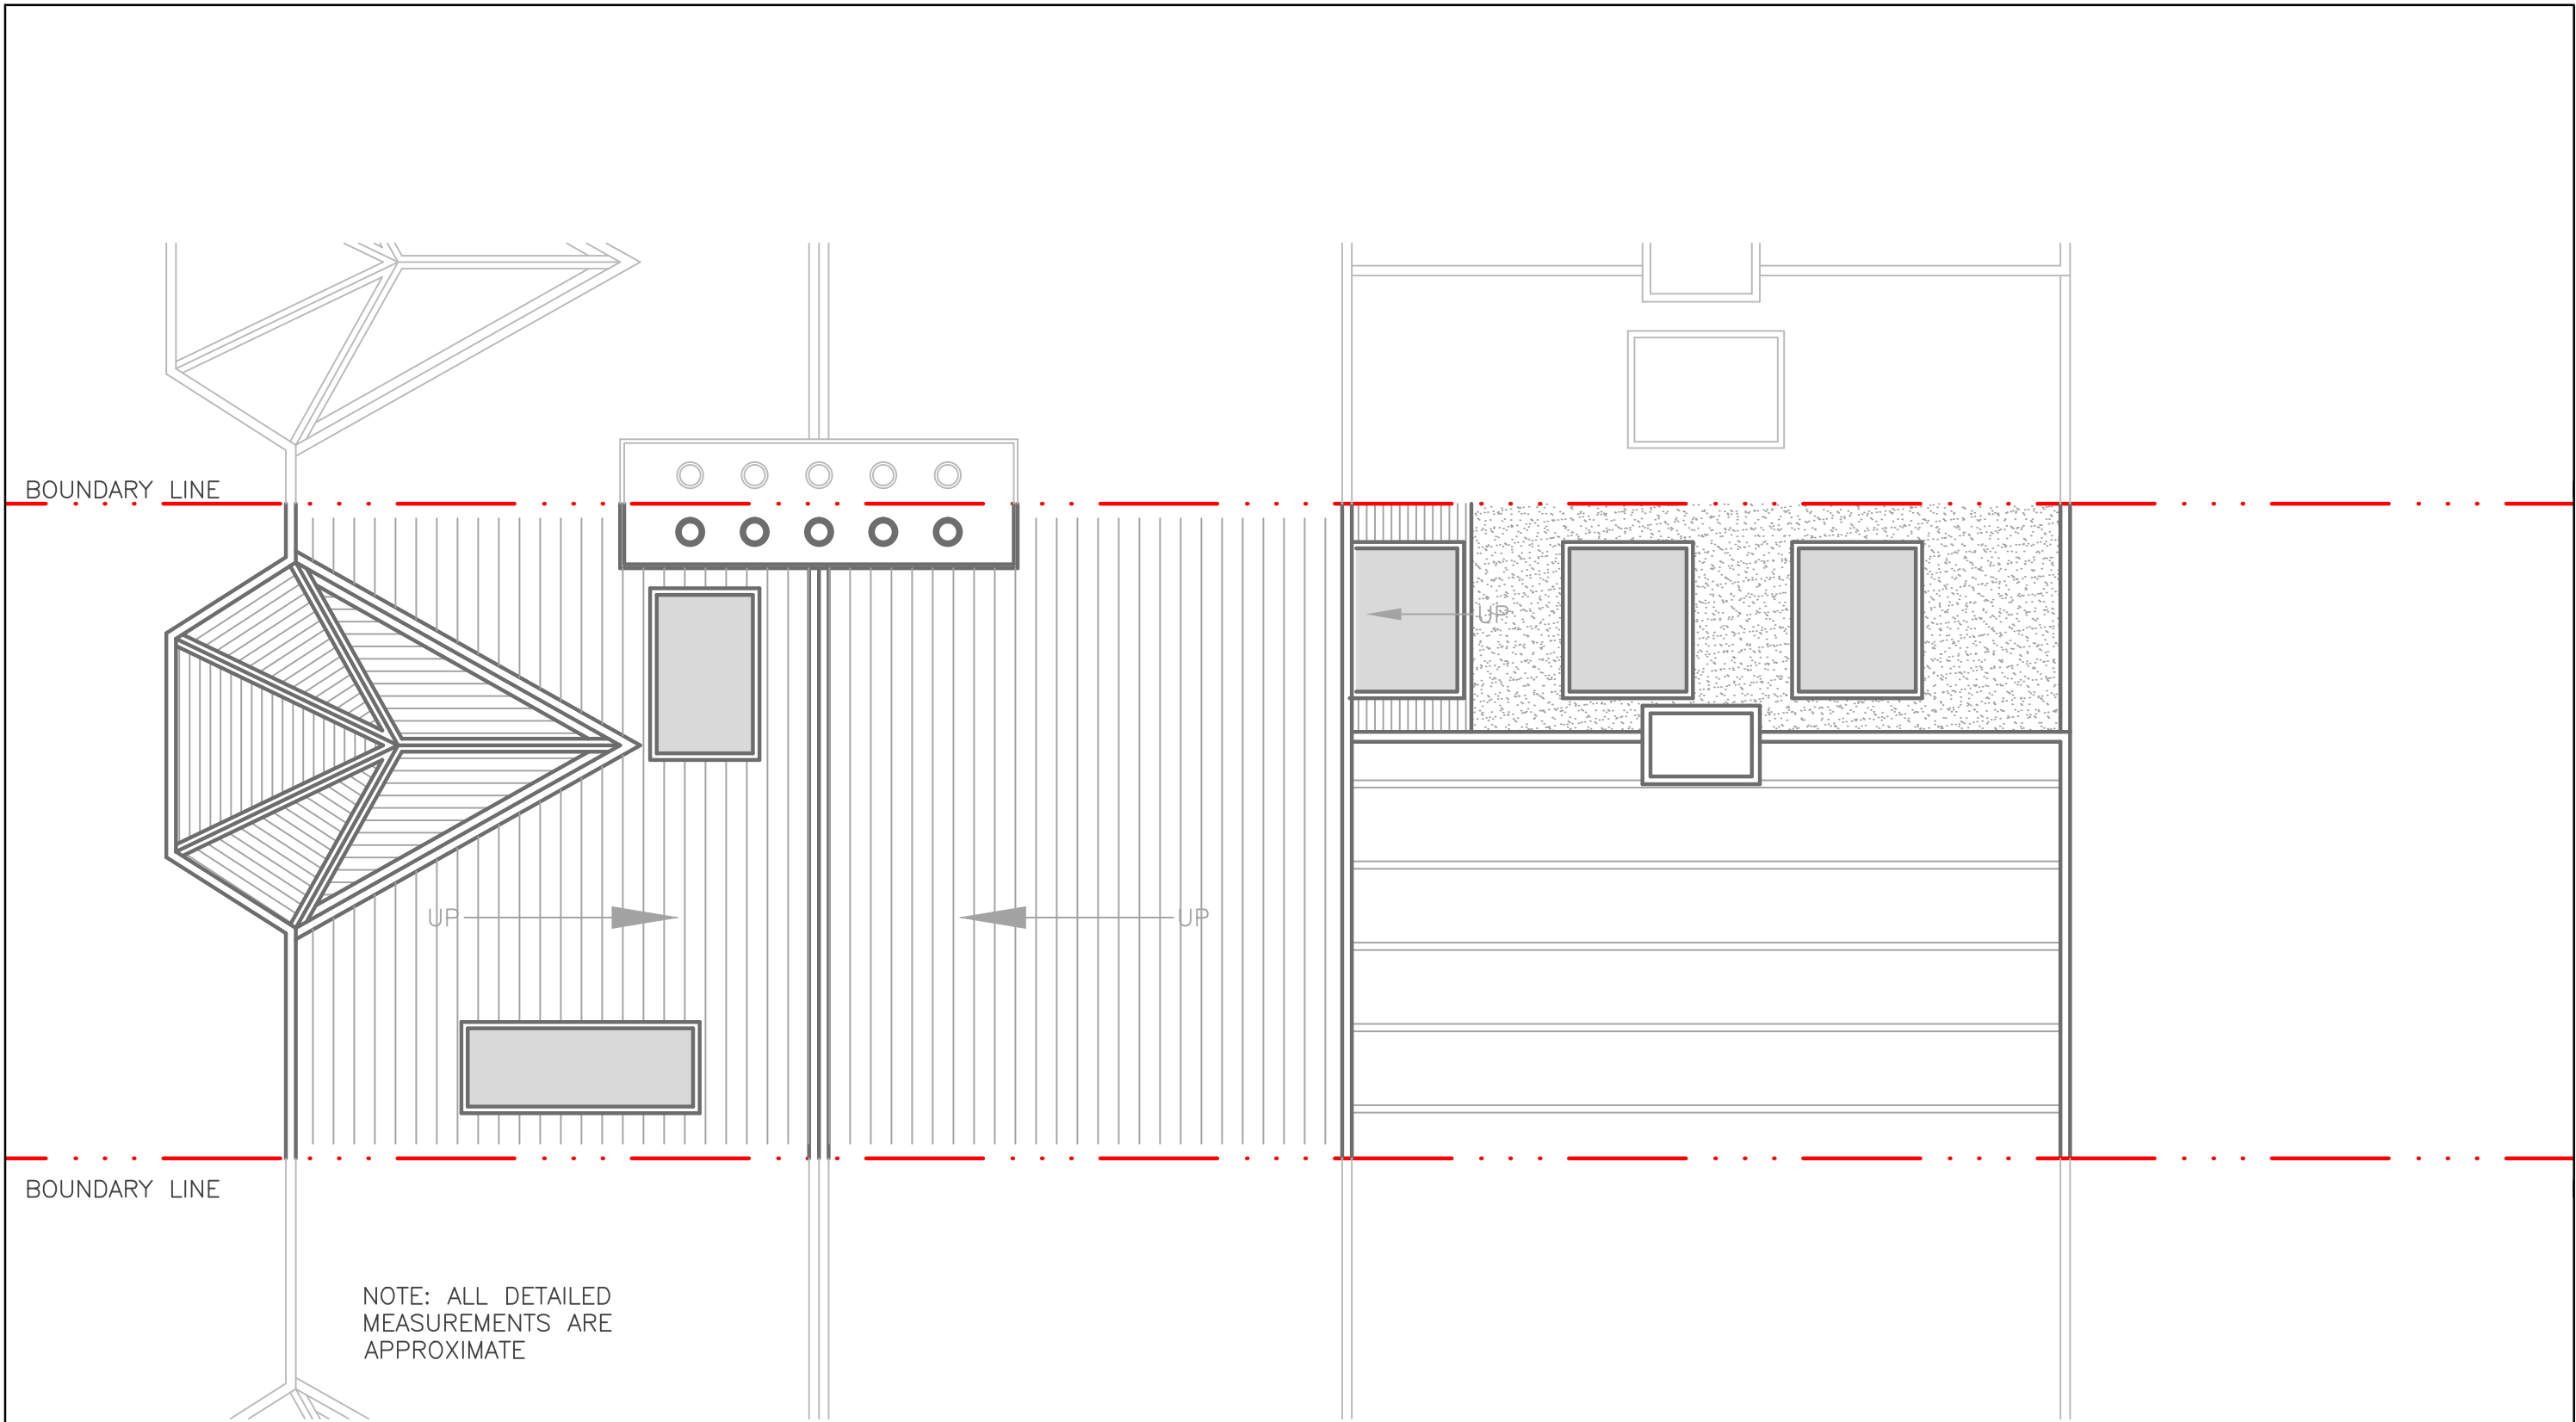 BOUNDARY LINE
UP
UP
UP
BOUNDARY LINE
NOTE: ALL DETAILED
MEASUREMENTS ARE
APPROXIMATE